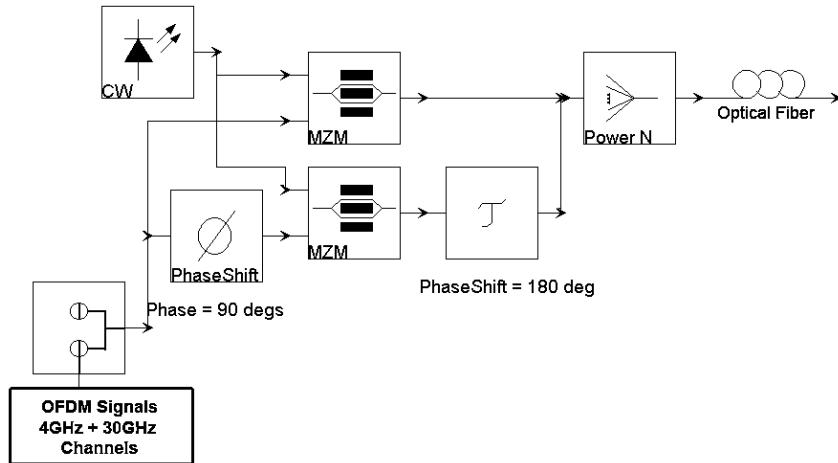 CW
MZM
Power N
Optical Fiber
MZM
PhaseShift
Phase = 90 degs
PhaseShift = 180 deg
OFDM Signals
4GHz + 30GHz
Channels